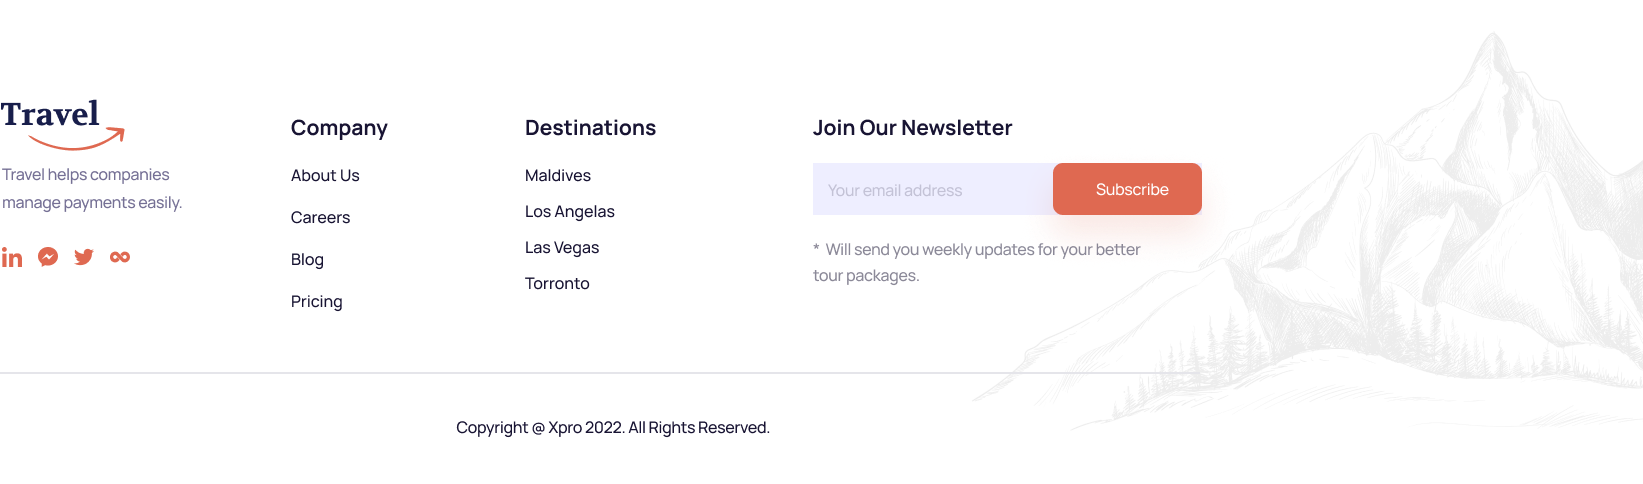 Travel
Travel helps companies
manage payments easily.
Company
About Us
Careers
Blog
Pricing
Destinations
Maldives
Los Angelas
Las Vegas
Torronto
Join Our Newsletter
Your email address
Subscribe
* Will send you weekly updates for your better
tour packages.
Copyright @ Xpro 2022. All Rights Reserved.